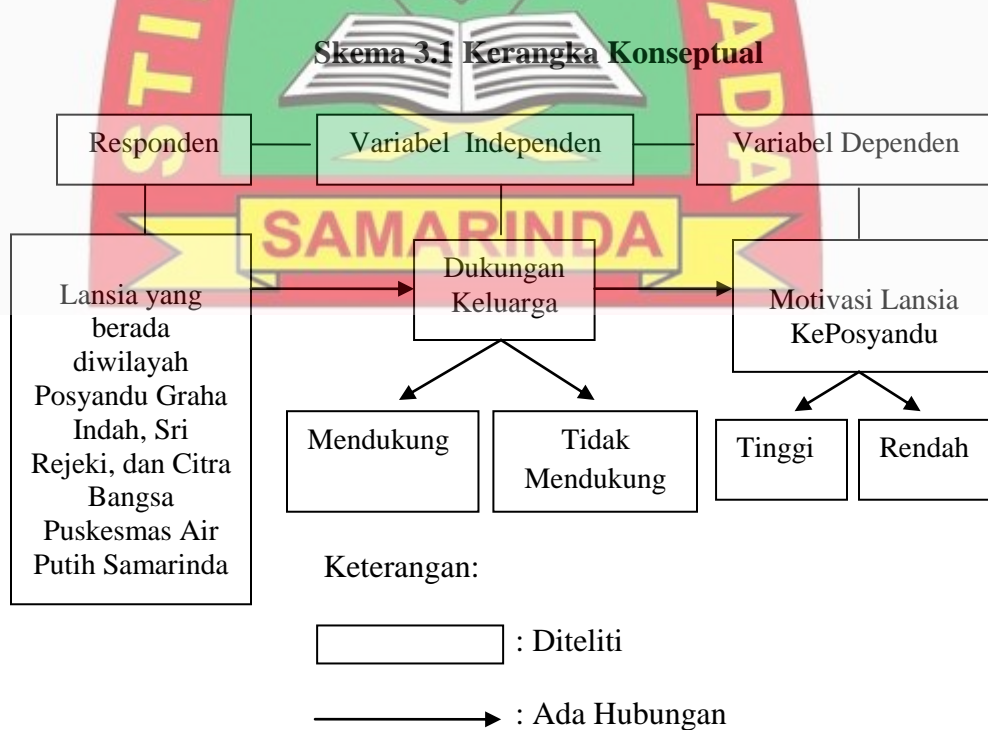 STI
ADA
SAMARINDA
Skema 3.1 Kerangka Konseptual
Responden
Variabel Independen
Variabel Dependen
Lansia yang
berada
diwilayah
Posyandu Graha
Indah, Sri
Rejeki, dan Citra
Bangsa
Puskesmas Air
Putih Samarinda
Dukungan
Keluarga
Motivasi Lansia
KePosyandu
Mendukung
Tidak
Mendukung
Tinggi
Rendah
Keterangan:
: Diteliti
: Ada Hubungan